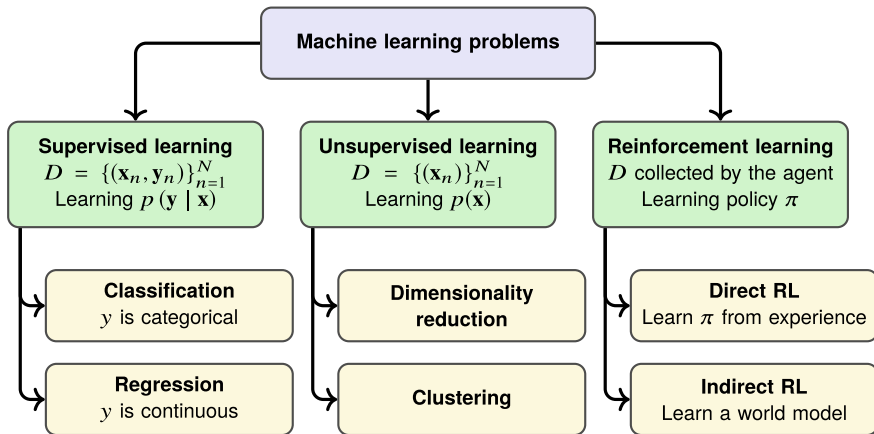 Machine learning problems
Supervised learning
D = {(xₙ, yₙ)}ᴺₙ₌₁
Learning p (y | x)
Unsupervised learning
D = {(xₙ)}ᴺₙ₌₁
Learning p(x)
Reinforcement learning
D collected by the agent
Learning policy π
Classification
y is categorical
Dimensionality
reduction
Direct RL
Learn π from experience
Regression
y is continuous
Clustering
Indirect RL
Learn a world model